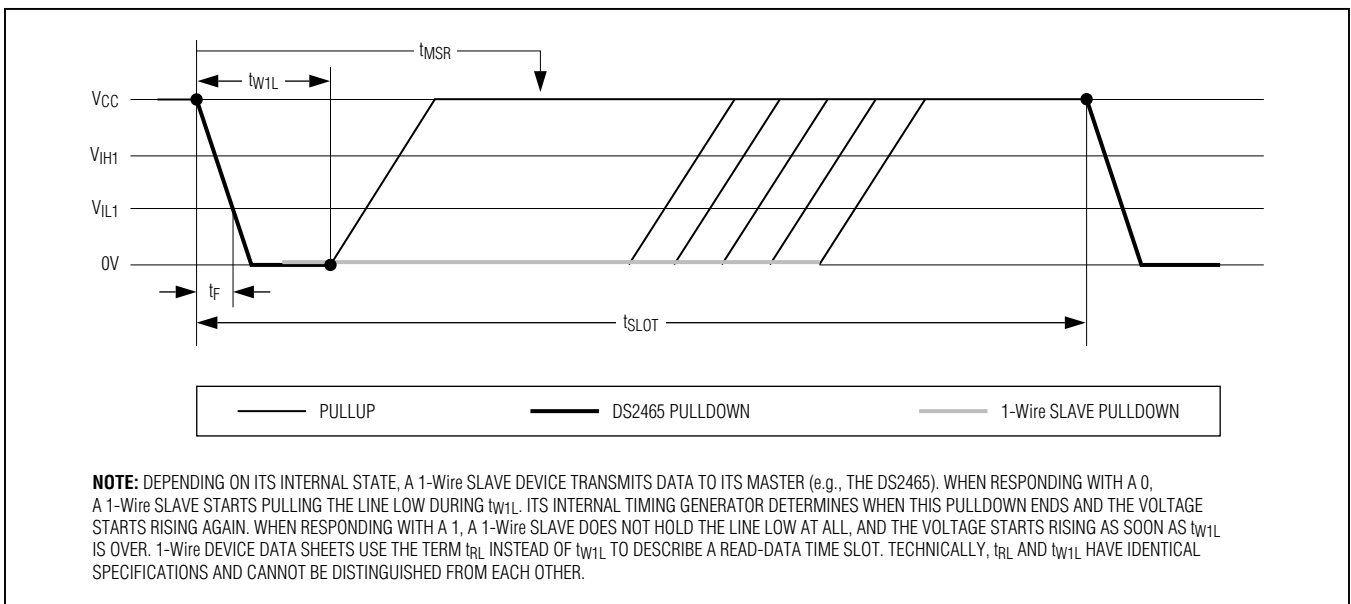 tMSR
tW1L
VCC
VIH1
VIL1
0V
tF
tSLOT
PULLUP DS2465 PULLDOWN 1-Wire SLAVE PULLDOWN
NOTE: DEPENDING ON ITS INTERNAL STATE, A 1-Wire SLAVE DEVICE TRANSMITS DATA TO ITS MASTER (e.g., THE DS2465). WHEN RESPONDING WITH A 0,
A 1-Wire SLAVE STARTS PULLING THE LINE LOW DURING tW1L. ITS INTERNAL TIMING GENERATOR DETERMINES WHEN THIS PULLDOWN ENDS AND THE VOLTAGE
STARTS RISING AGAIN. WHEN RESPONDING WITH A 1, A 1-Wire SLAVE DOES NOT HOLD THE LINE LOW AT ALL, AND THE VOLTAGE STARTS RISING AS SOON AS tW1L
IS OVER. 1-Wire DEVICE DATA SHEETS USE THE TERM tRL INSTEAD OF tW1L TO DESCRIBE A READ-DATA TIME SLOT. TECHNICALLY, tRL AND tW1L HAVE IDENTICAL
SPECIFICATIONS AND CANNOT BE DISTINGUISHED FROM EACH OTHER.